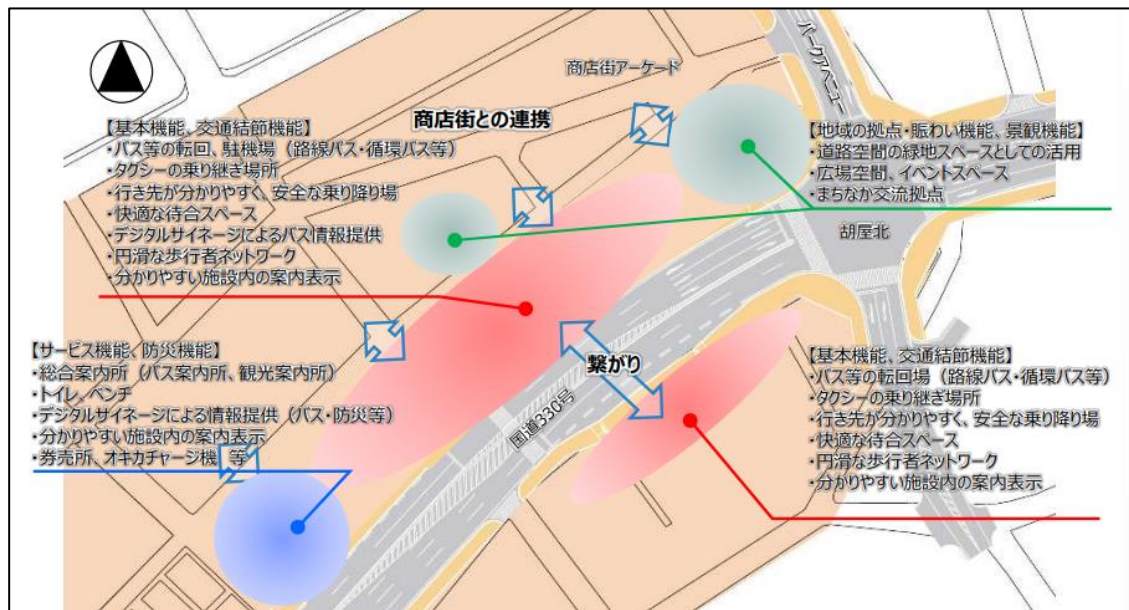 商店街アーケード
パークアベニュー
商店街との連携
【基本機能、交通結節機能】
・バス等の転回、駐機場（路線バス・循環バス等）
・タクシーの乗り継ぎ場所
・行き先が分かりやすく、安全な乗り降り場
・快適な待合スペース
・デジタルサイネージによるバス情報提供
・円滑な歩行者ネットワーク
・分かりやすい施設内の案内表示
【地域の拠点・賑わい機能、景観機能】
・道路空間の緑地スペースとしての活用
・広場空間、イベントスペース
・まちなか交流拠点
胡屋北
【サービス機能、防災機能】
・総合案内所（バス案内所、観光案内所）
・トイレ、ベンチ
・デジタルサイネージによる情報提供（バス・防災等）
・分かりやすい施設内の案内表示
・券売所、オキカチャージ機　等
繋がり
国道330号
【基本機能、交通結節機能】
・バス等の転回場（路線バス・循環バス等）
・タクシーの乗り継ぎ場所
・行き先が分かりやすく、安全な乗り降り場
・快適な待合スペース
・円滑な歩行者ネットワーク
・分かりやすい施設内の案内表示